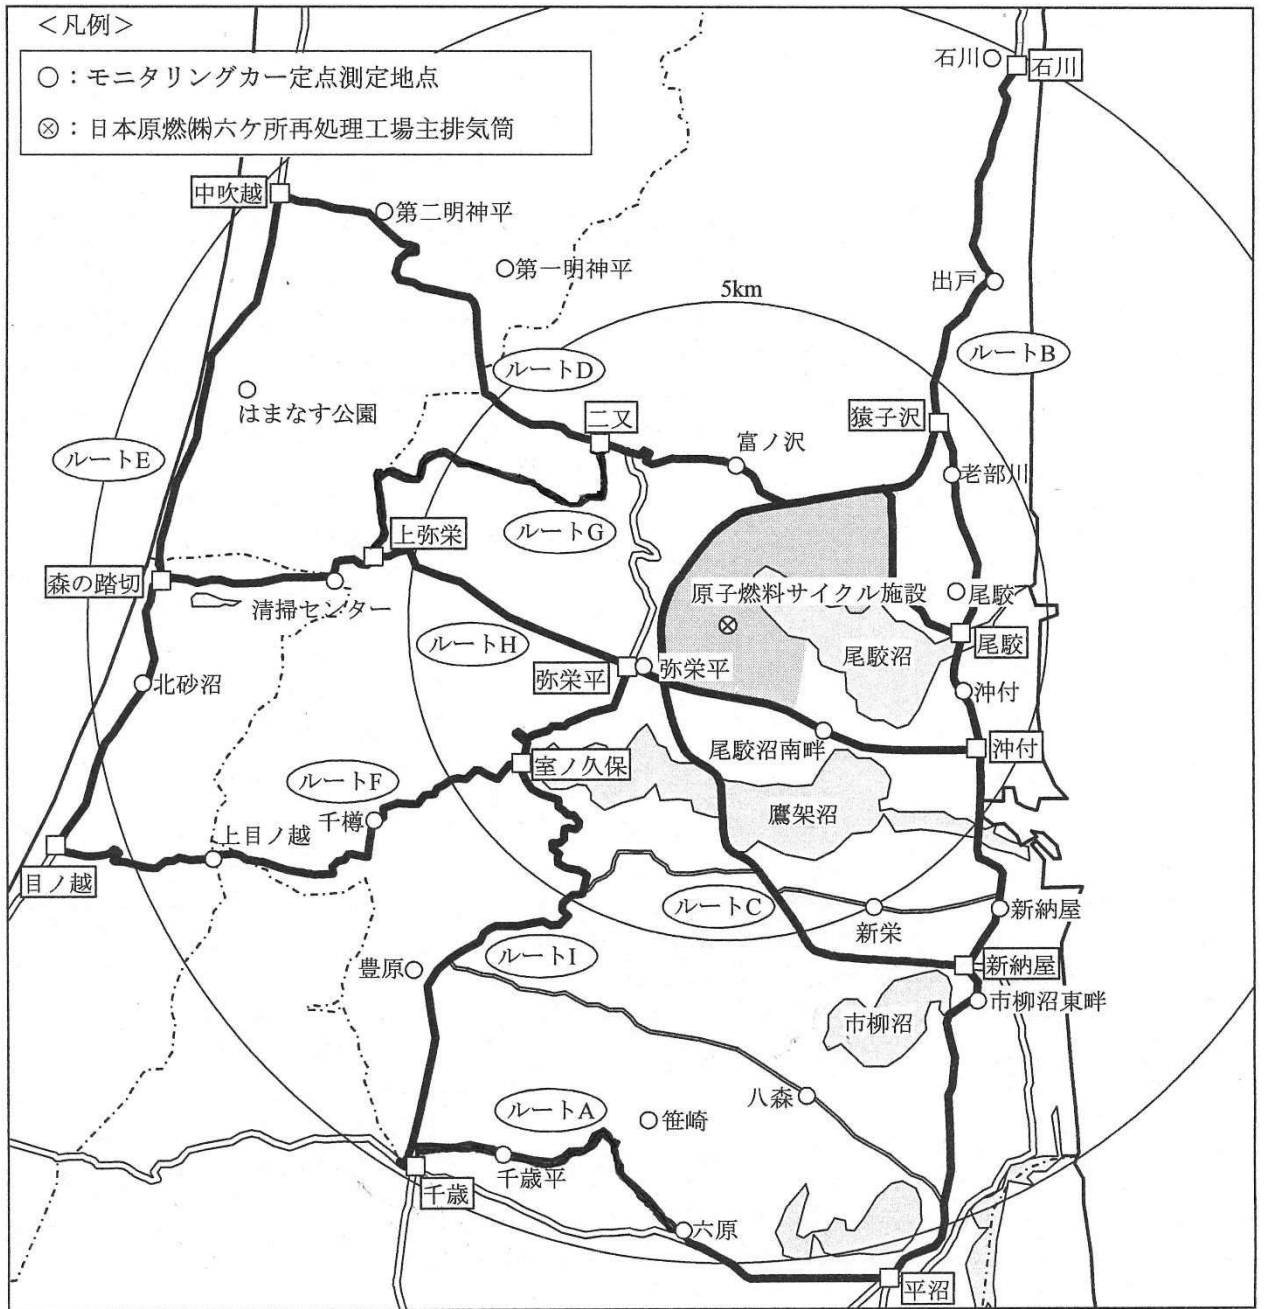 <凡例>
○：モニタリングカー定点測定地点
⊗：日本原燃㈱六ケ所再処理工場主排気筒
石川
石川
中吹越
第二明神平
第一明神平
出戸
5km
ルートB
ルートD
はまなす公園
二又
猿子沢
富ノ沢
ルートE
老部川
ルートG
上弥栄
森の踏切
清掃センター
原子燃料サイクル施設
尾駮
ルートH
尾駮沼
尾駮
弥栄平
弥栄平
北砂沼
沖付
尾駮沼南畔
沖付
室ノ久保
ルートF
千樽
鷹架沼
上目ノ越
目ノ越
ルートC
新栄
新納屋
豊原
ルートI
新納屋
市柳沼
市柳沼東畔
八森
ルートA
笹崎
千歳平
千歳
六原
平沼